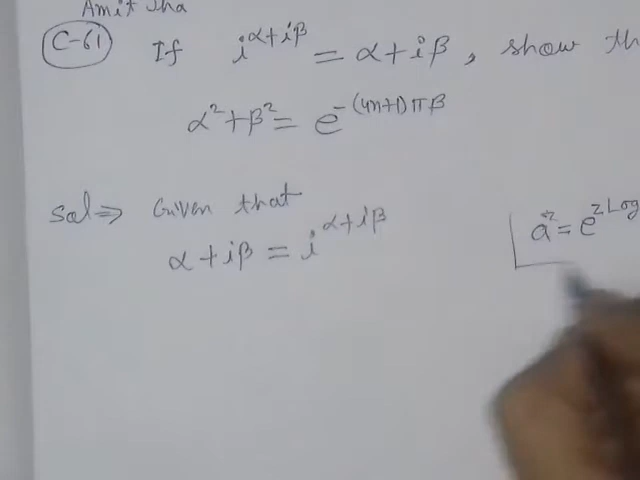 Amit Jha
C-61 If i^{α+iβ} = α+iβ, show th
α²+β² = e^{-(4n+1)πβ}
Sol⇒ Given that
α+iβ = i^{α+iβ}
a^z = e^{z Log